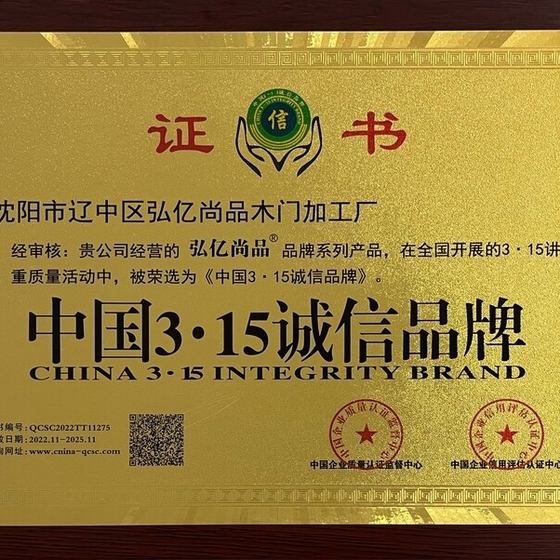 证 信 书
沈阳市辽中区弘亿尚品木门加工厂
经审核：贵公司经营的 弘亿尚品® 品牌系列产品，在全国开展的3·15讲
重质量活动中，被荣选为《中国3·15诚信品牌》。
中国3·15诚信品牌
CHINA 3·15 INTEGRITY BRAND
书编号：QCSC2022TT11275
日期：2022.11-2025.11
网址：www.cnina-qcsc.com
中国企业质量认证监督中心
中国企业信用评估认证中心